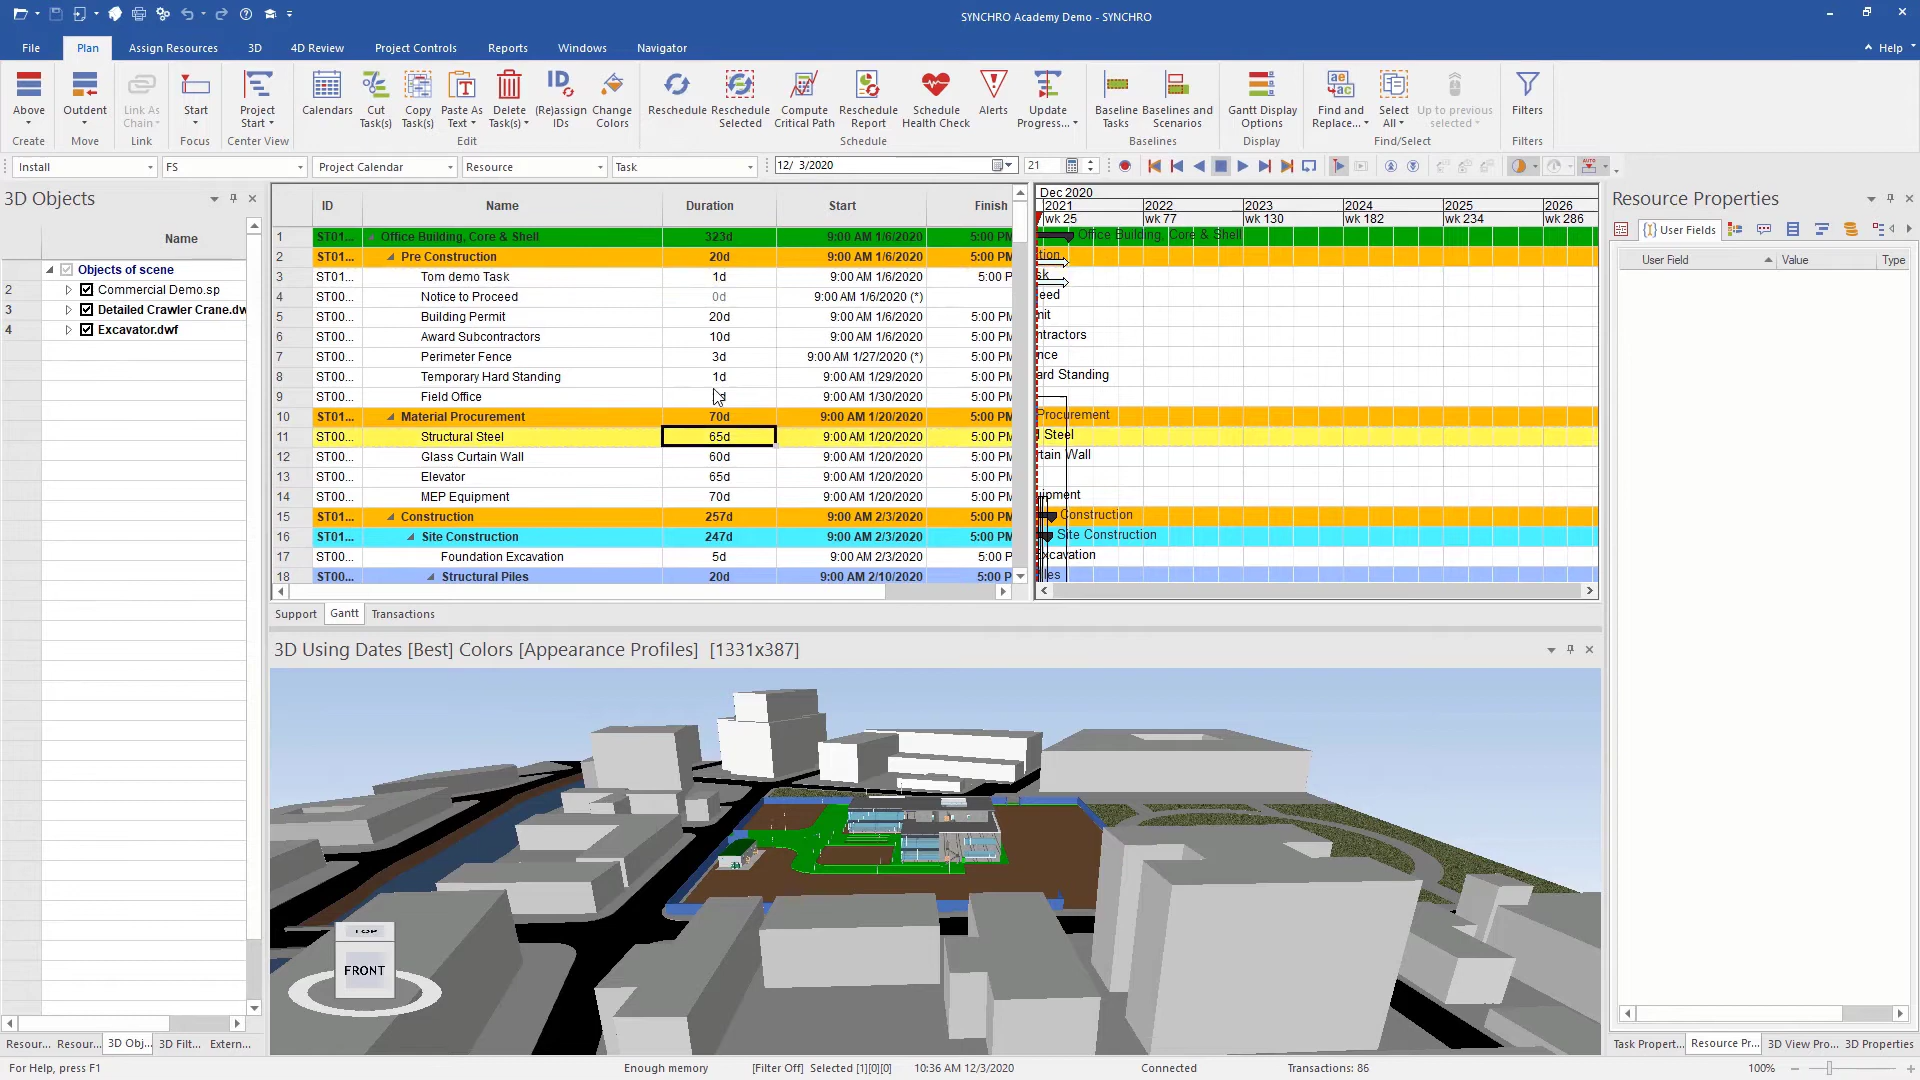 SYNCHRO Academy Demo - SYNCHRO
File Plan Assign Resources 3D 4D Review Project Controls Reports Windows Navigator Help
Above Outdent Link As Chain Start Project Start Calendars Cut Task(s) Copy Task(s) Paste As Text Delete Task(s) (Re)assign IDs Change Colors Reschedule Reschedule Selected Compute Critical Path Reschedule Report Schedule Health Check Alerts Update Progress... Baseline Tasks Baselines and Scenarios Gantt Display Options Find and Replace... Select All Up to previous selected Filters
Create Move Link Focus Center View Edit Schedule Baselines Display Find/Select Filters
Install FS Project Calendar Resource Task 12/ 3/2020 21
3D Objects
Name
Objects of scene
2 Commercial Demo.sp
3 Detailed Crawler Crane.dw
4 Excavator.dwf
ID Name Duration Start Finish
1 ST01... Office Building, Core & Shell 323d 9:00 AM 1/6/2020 5:00 PM
2 ST01... Pre Construction 20d 9:00 AM 1/6/2020 5:00 PM
3 ST01... Tom demo Task 1d 9:00 AM 1/6/2020 5:00 P
4 ST00... Notice to Proceed 0d 9:00 AM 1/6/2020 (*)
5 ST00... Building Permit 20d 9:00 AM 1/6/2020 5:00 PM
6 ST00... Award Subcontractors 10d 9:00 AM 1/6/2020 5:00 PM
7 ST00... Perimeter Fence 3d 9:00 AM 1/27/2020 (*) 5:00 PM
8 ST00... Temporary Hard Standing 1d 9:00 AM 1/29/2020 5:00 PM
9 ST00... Field Office d 9:00 AM 1/30/2020 5:00 PM
10 ST01... Material Procurement 70d 9:00 AM 1/20/2020 5:00 PM
11 ST00... Structural Steel 65d 9:00 AM 1/20/2020 5:00 PM
12 ST00... Glass Curtain Wall 60d 9:00 AM 1/20/2020 5:00 PM
13 ST00... Elevator 65d 9:00 AM 1/20/2020 5:00 PM
14 ST00... MEP Equipment 70d 9:00 AM 1/20/2020 5:00 PM
15 ST01... Construction 257d 9:00 AM 2/3/2020 5:00 PM
16 ST01... Site Construction 247d 9:00 AM 2/3/2020 5:00 PM
17 ST00... Foundation Excavation 5d 9:00 AM 2/3/2020 5:00 P
18 ST00... Structural Piles 20d 9:00 AM 2/10/2020 5:00 P
Support Gantt Transactions
Dec 2020
2021 2022 2023 2024 2025 2026
wk 25 wk 77 wk 130 wk 182 wk 234 wk 286
Office Building, Core & Shell
tion
sk
eed
nit
ntractors
nce
ard Standing
Procurement
Steel
tain Wall
ipment
Construction
Site Construction
xcavation
iles
Resource Properties
User Fields
User Field Value Type
3D Using Dates [Best] Colors [Appearance Profiles] [1331x387]
TOP
FRONT
Resour... Resour... 3D Obj... 3D Filt... Extern...
Task Propert... Resource Pr... 3D View Pro... 3D Properties
For Help, press F1 Enough memory [Filter Off] Selected [1][0][0] 10:36 AM 12/3/2020 Connected Transactions: 86 100%